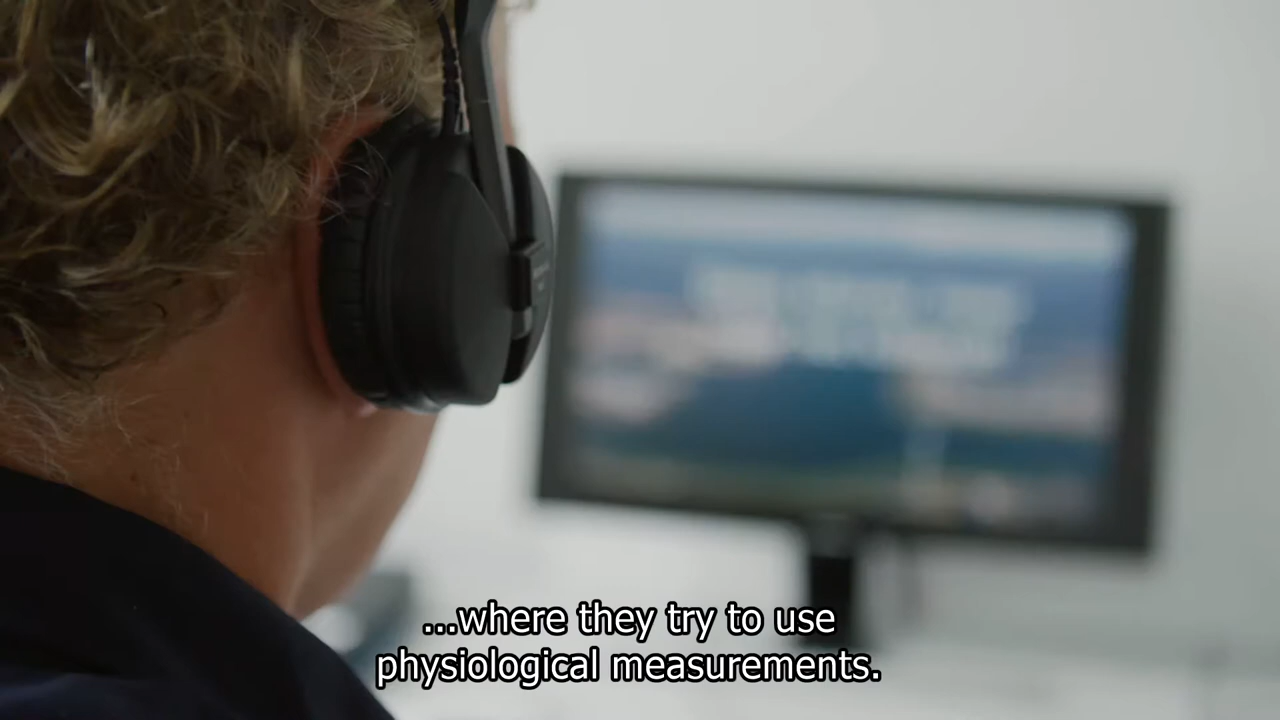 ...where they try to use
physiological measurements.